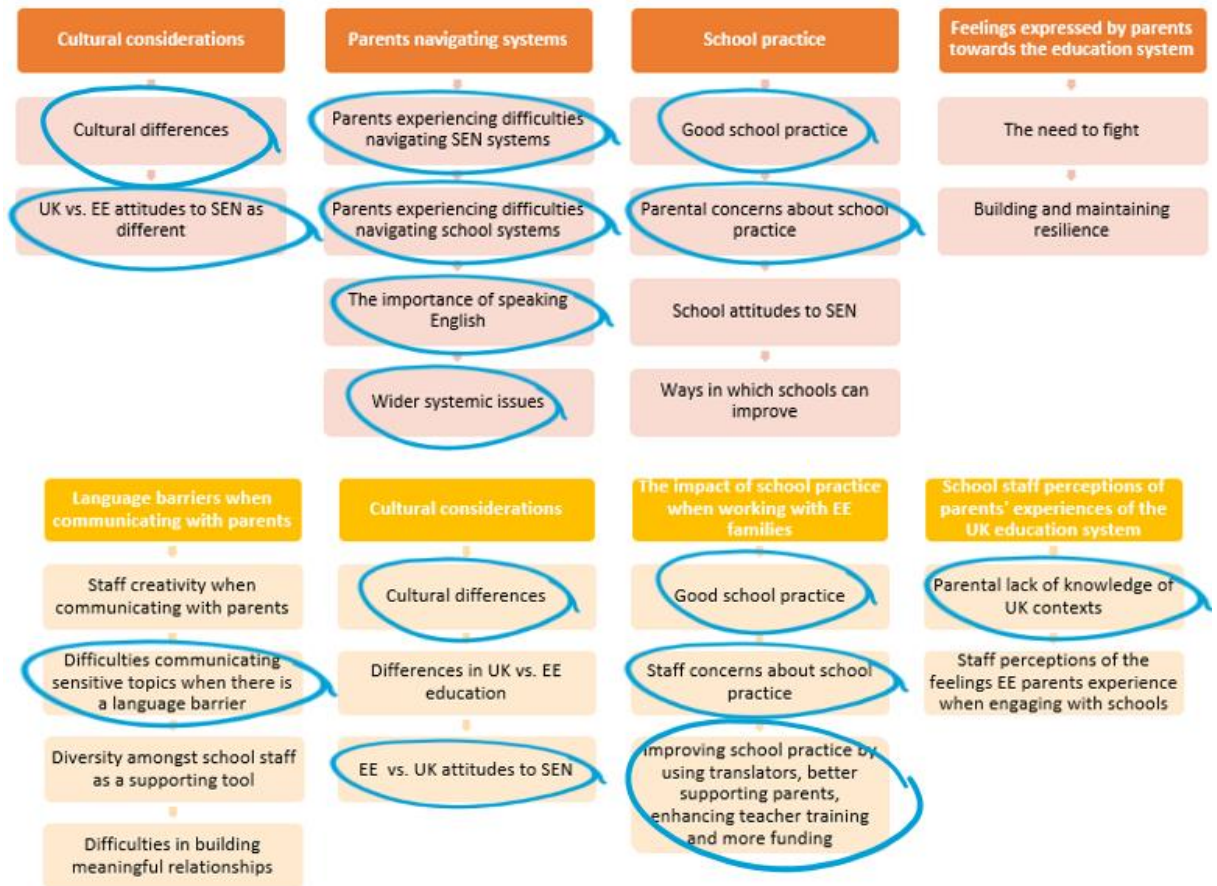 Cultural considerations
Cultural differences
UK vs. EE attitudes to SEN as
different
Parents navigating systems
Parents experiencing difficulties
navigating SEN systems
Parents experiencing difficulties
navigating school systems
The importance of speaking
English
Wider systemic issues
School practice
Good school practice
Parental concerns about school
practice
School attitudes to SEN
Ways in which schools can
improve
Feelings expressed by parents
towards the education system
The need to fight
Building and maintaining
resilience
Language barriers when
communicating with parents
Staff creativity when
communicating with parents
Difficulties communicating
sensitive topics when there is
a language barrier
Diversity amongst school staff
as a supporting tool
Difficulties in building
meaningful relationships
Cultural considerations
Cultural differences
Differences in UK vs. EE
education
EE vs. UK attitudes to SEN
The impact of school practice
when working with EE
families
Good school practice
Staff concerns about school
practice
Improving school practice by
using translators, better
supporting parents,
enhancing teacher training
and more funding
School staff perceptions of
parents' experiences of the
UK education system
Parental lack of knowledge of
UK contexts
Staff perceptions of the
feelings EE parents experience
when engaging with schools